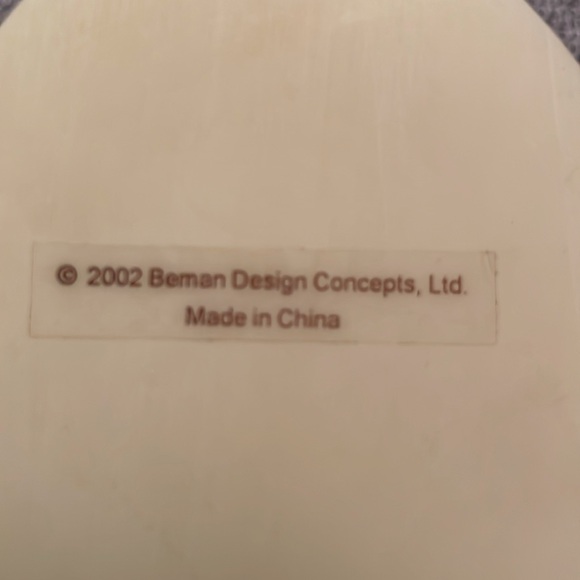 © 2002 Beman Design Concepts, Ltd.
Made in China